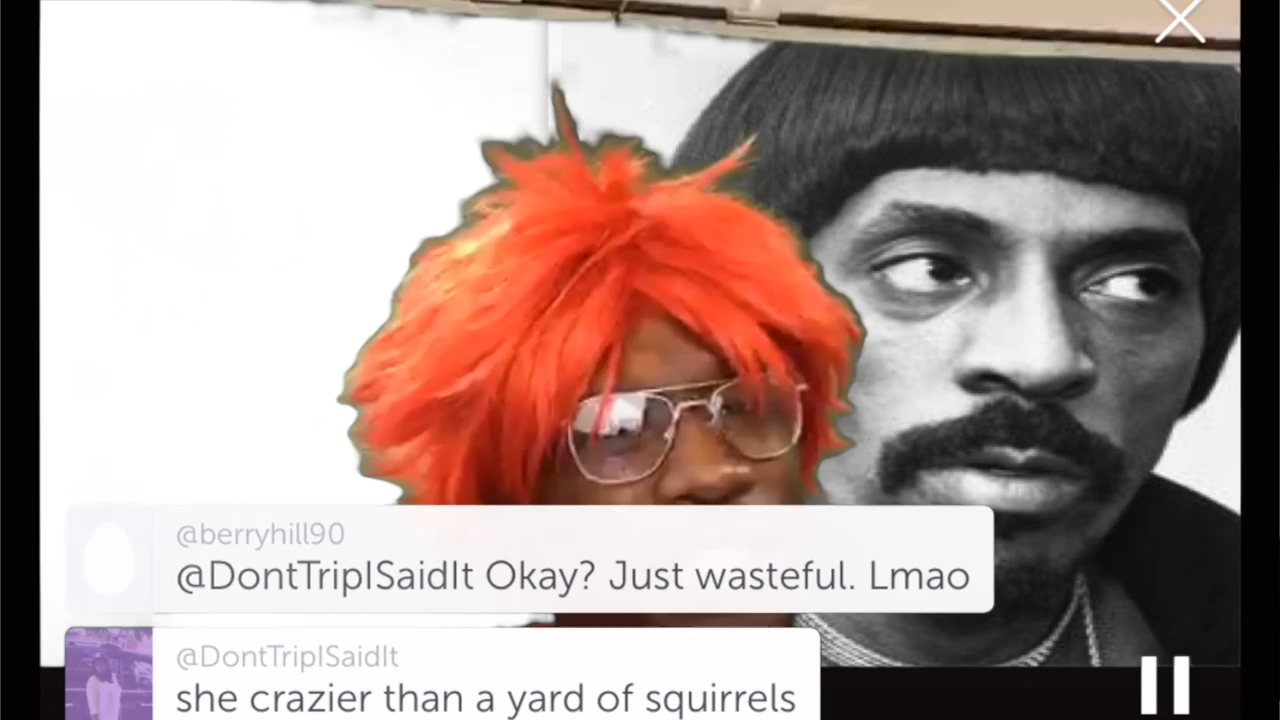 @berryhill90
@DontTripISaidIt Okay? Just wasteful. Lmao
@DontTripISaidIt
she crazier than a yard of squirrels